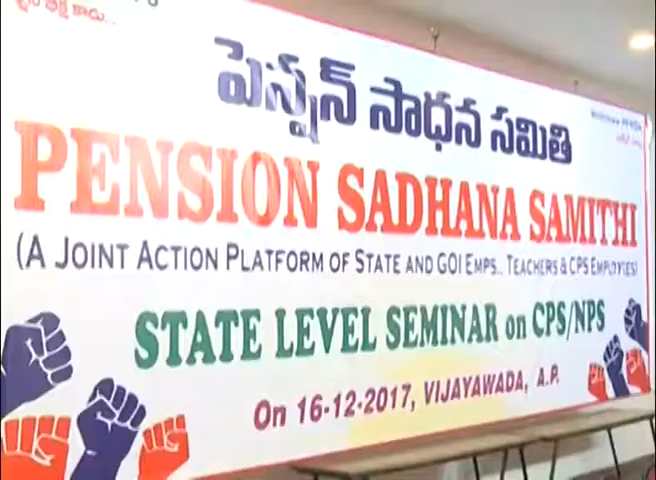 పెన్షన్ సాధన సమితి
PENSION SADHANA SAMITHI
(A JOINT ACTION PLATFORM OF STATE AND GOI EMPS., TEACHERS & CPS EMPLOYEES)
STATE LEVEL SEMINAR on CPS/NPS
On 16-12-2017, VIJAYAWADA, A.P.